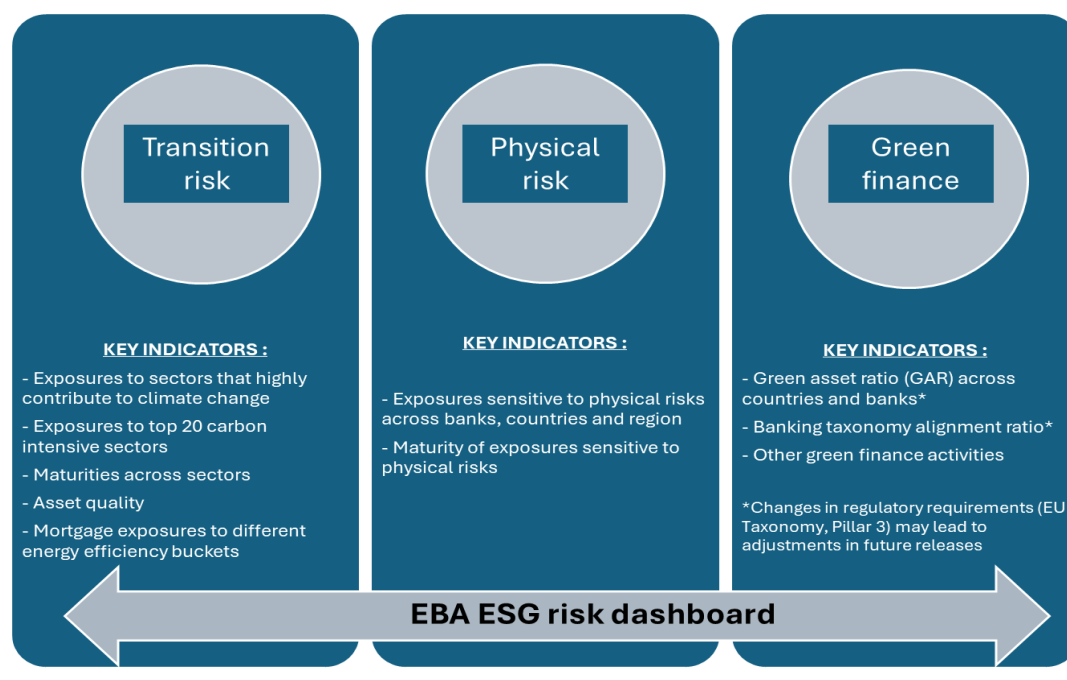 Transition
risk
KEY INDICATORS :
- Exposures to sectors that highly
contribute to climate change
- Exposures to top 20 carbon
intensive sectors
- Maturities across sectors
- Asset quality
- Mortgage exposures to different
energy efficiency buckets
Physical
risk
KEY INDICATORS :
- Exposures sensitive to physical risks
across banks, countries and region
- Maturity of exposures sensitive to
physical risks
Green
finance
KEY INDICATORS :
- Green asset ratio (GAR) across
countries and banks*
- Banking taxonomy alignment ratio*
- Other green finance activities
*Changes in regulatory requirements (EU
Taxonomy, Pillar 3) may lead to
adjustments in future releases
EBA ESG risk dashboard